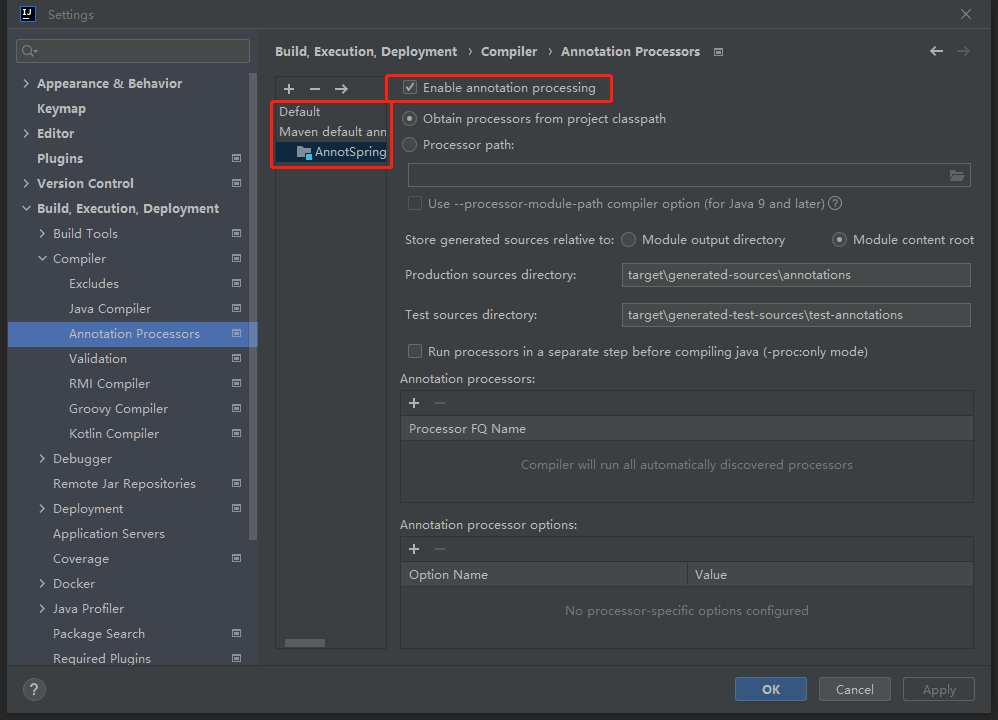 IJ Settings
Build, Execution, Deployment › Compiler › Annotation Processors
Appearance & Behavior
Keymap
Editor
Plugins
Version Control
Build, Execution, Deployment
Build Tools
Compiler
Excludes
Java Compiler
Annotation Processors
Validation
RMI Compiler
Groovy Compiler
Kotlin Compiler
Debugger
Remote Jar Repositories
Deployment
Application Servers
Coverage
Docker
Java Profiler
Package Search
Required Plugins
Default
Maven default ann
AnnotSpring
Enable annotation processing
Obtain processors from project classpath
Processor path:
Use --processor-module-path compiler option (for Java 9 and later) ?
Store generated sources relative to: Module output directory Module content root
Production sources directory: target\generated-sources\annotations
Test sources directory: target\generated-test-sources\test-annotations
Run processors in a separate step before compiling java (-proc:only mode)
Annotation processors:
Processor FQ Name
Compiler will run all automatically discovered processors
Annotation processor options:
Option Name Value
No processor-specific options configured
? OK Cancel Apply